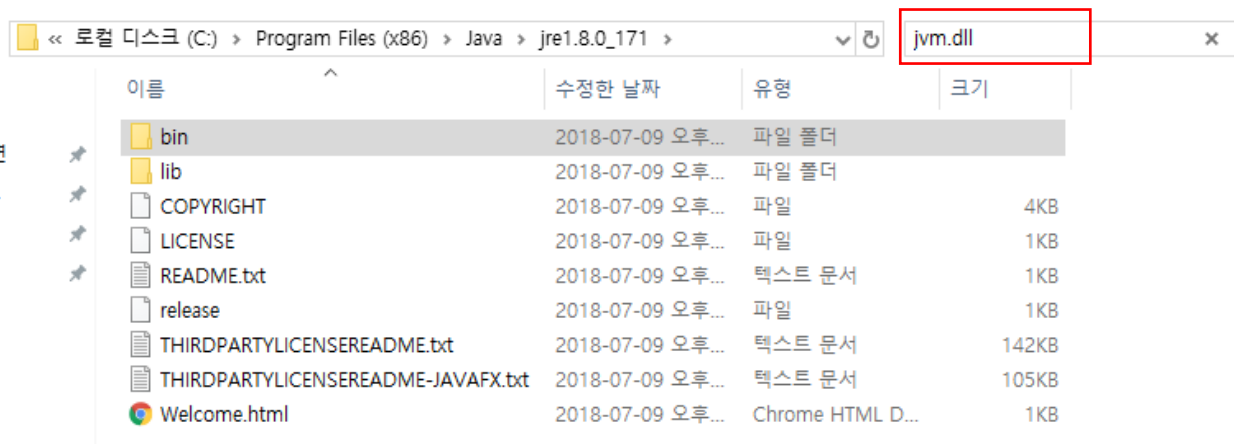 « 로컬 디스크 (C:) › Program Files (x86) › Java › jre1.8.0_171 › jvm.dll ×
이름 수정한 날짜 유형 크기
bin 2018-07-09 오후... 파일 폴더
lib 2018-07-09 오후... 파일 폴더
COPYRIGHT 2018-07-09 오후... 파일 4KB
LICENSE 2018-07-09 오후... 파일 1KB
README.txt 2018-07-09 오후... 텍스트 문서 1KB
release 2018-07-09 오후... 파일 1KB
THIRDPARTYLICENSEREADME.txt 2018-07-09 오후... 텍스트 문서 142KB
THIRDPARTYLICENSEREADME-JAVAFX.txt 2018-07-09 오후... 텍스트 문서 105KB
Welcome.html 2018-07-09 오후... Chrome HTML D... 1KB